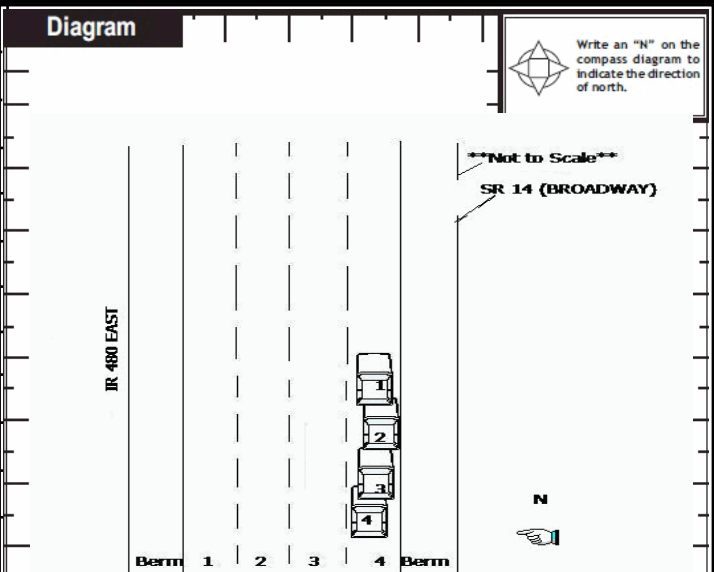 Diagram
Write an "N" on the
compass diagram to
indicate the direction
of north.
**Not to Scale**
SR 14 (BROADWAY)
IR 480 EAST
1
2
3
4
N
Berm 1 2 3 4 Berm